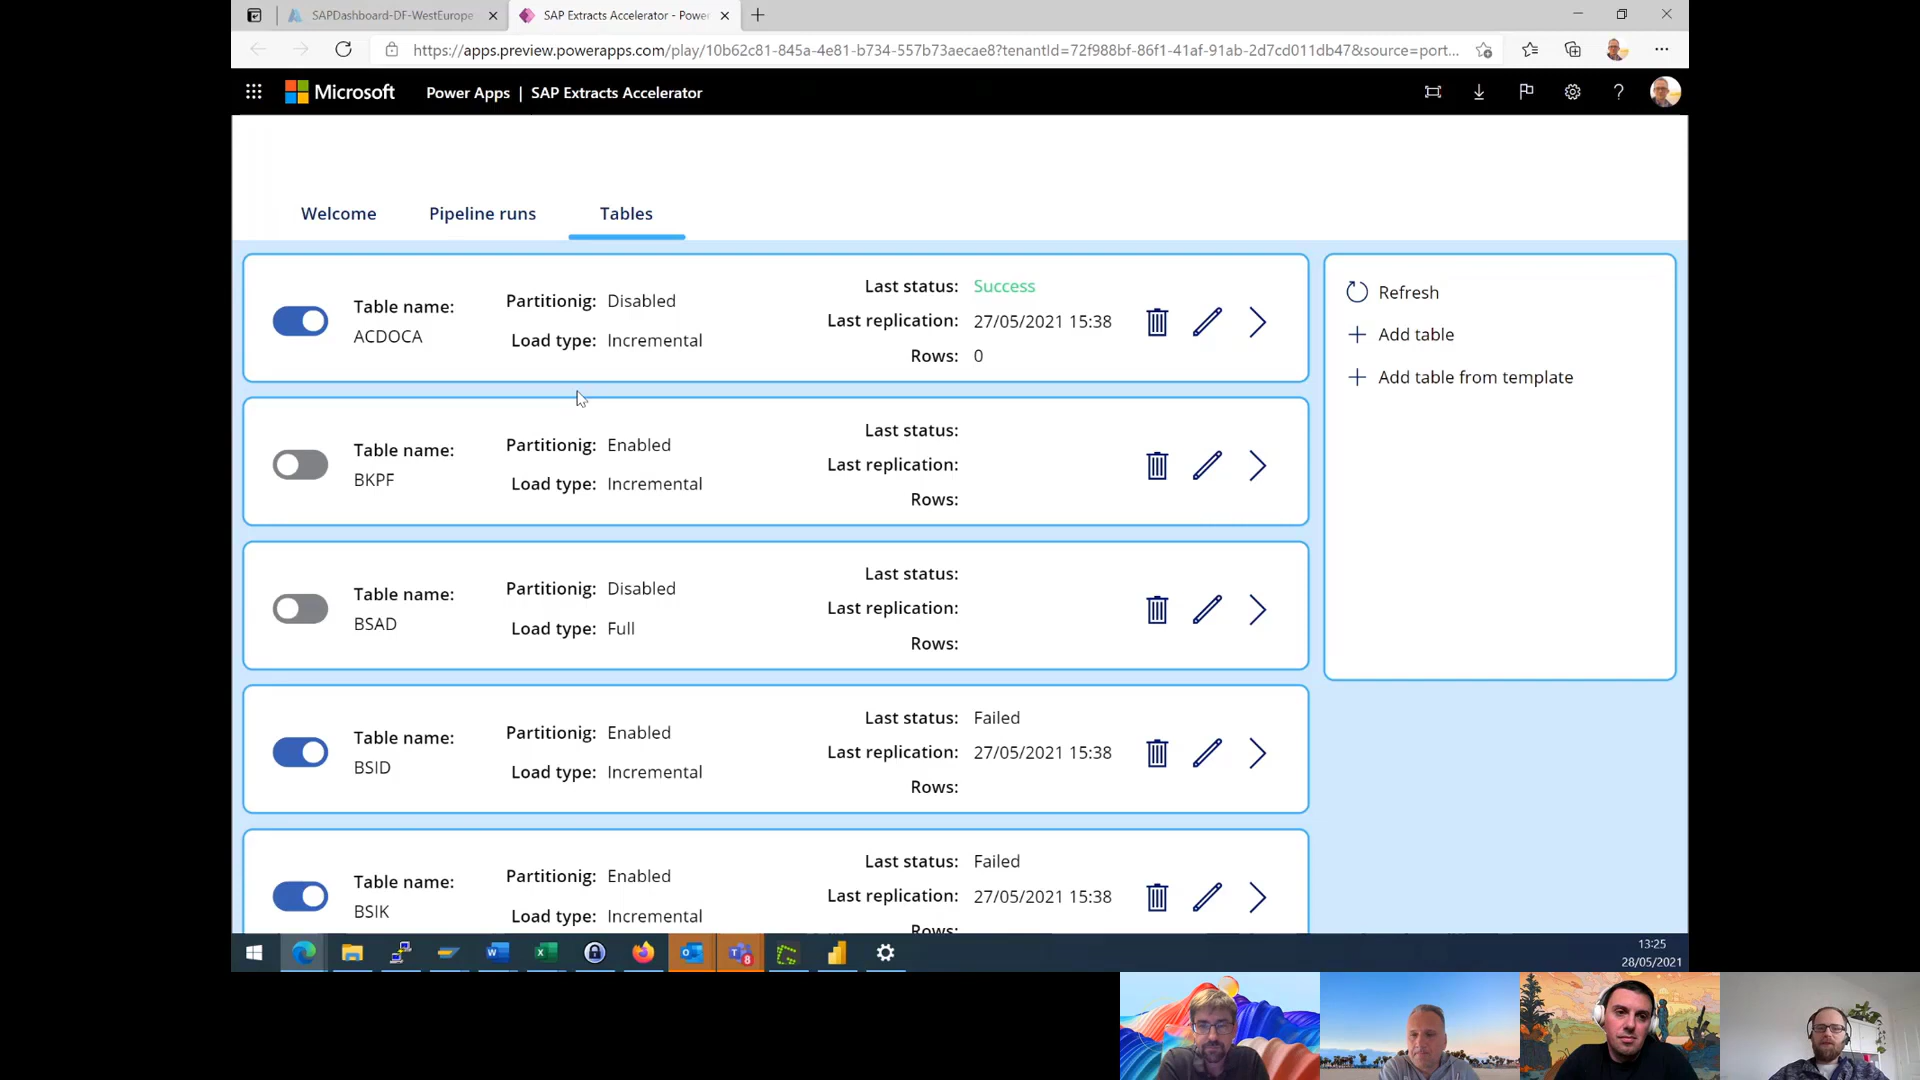 SAPDashboard-DF-WestEurope
SAP Extracts Accelerator - Power
https://apps.preview.powerapps.com/play/10b62c81-845a-4e81-b734-557b73aecae8?tenantId=72f988bf-86f1-41af-91ab-2d7cd011db47&source=port...
Microsoft Power Apps | SAP Extracts Accelerator
Welcome
Pipeline runs
Tables
Table name:
ACDOCA
Partitionig: Disabled
Load type: Incremental
Last status: Success
Last replication: 27/05/2021 15:38
Rows: 0
Table name:
BKPF
Partitionig: Enabled
Load type: Incremental
Last status:
Last replication:
Rows:
Table name:
BSAD
Partitionig: Disabled
Load type: Full
Last status:
Last replication:
Rows:
Table name:
BSID
Partitionig: Enabled
Load type: Incremental
Last status: Failed
Last replication: 27/05/2021 15:38
Rows:
Table name:
BSIK
Partitionig: Enabled
Load type: Incremental
Last status: Failed
Last replication: 27/05/2021 15:38
Rows:
Refresh
Add table
Add table from template
8
13:25
28/05/2021